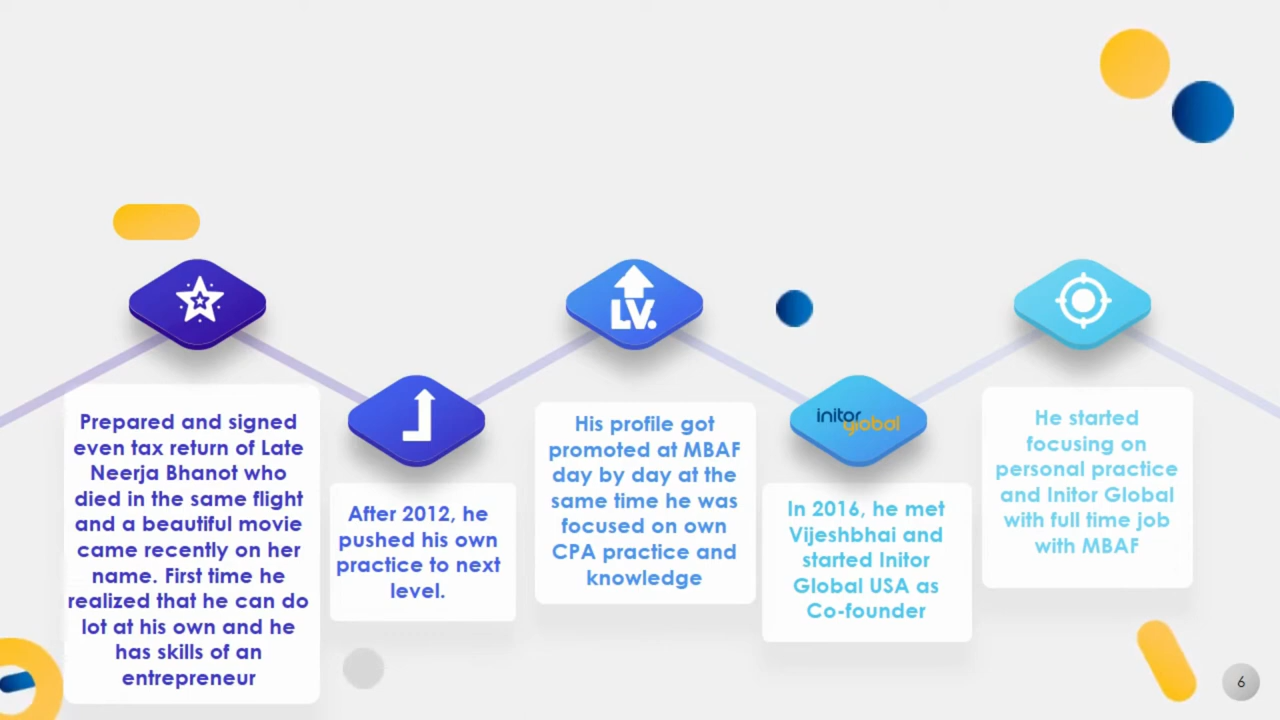 Prepared and signed
even tax return of Late
Neerja Bhanot who
died in the same flight
and a beautiful movie
came recently on her
name. First time he
realized that he can do
lot at his own and he
has skills of an
entrepreneur
After 2012, he
pushed his own
practice to next
level.
LV.
His profile got
promoted at MBAF
day by day at the
same time he was
focused on own
CPA practice and
knowledge
initor
global
In 2016, he met
Vijeshbhai and
started Initor
Global USA as
Co-founder
He started
focusing on
personal practice
and Initor Global
with full time job
with MBAF
6